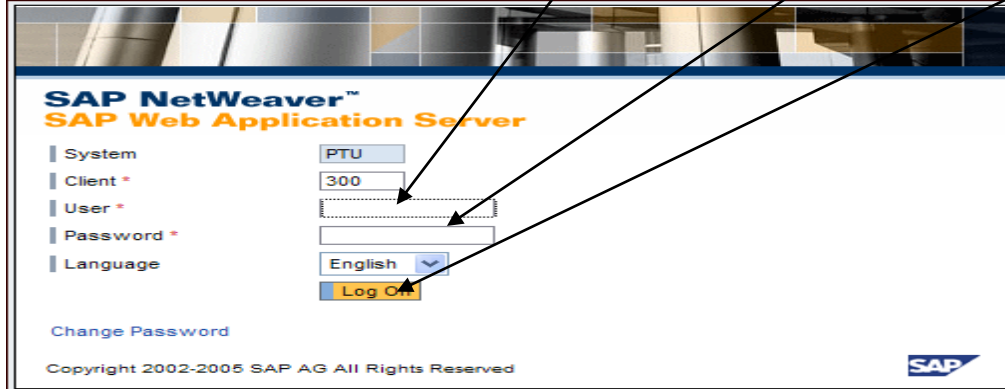 SAP NetWeaver™
SAP Web Application Server
System PTU
Client * 300
User *
Password *
Language English
Log On
Change Password
Copyright 2002-2005 SAP AG All Rights Reserved
SAP